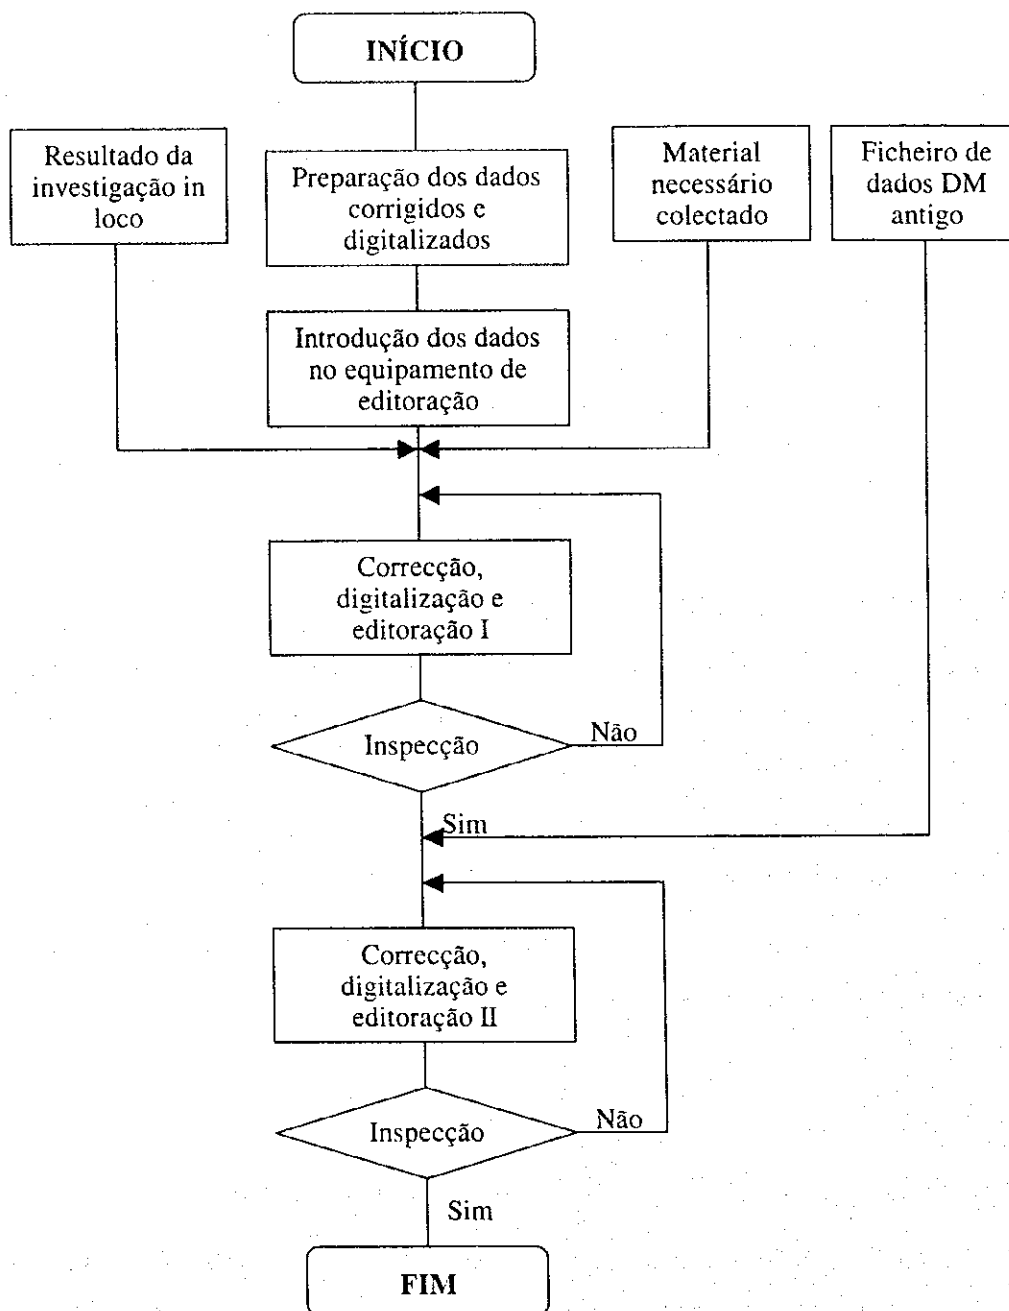 INÍCIO
Resultado da
investigação in
loco
Preparação dos dados
corrigidos e
digitalizados
Material
necessário
colectado
Ficheiro de
dados DM
antigo
Introdução dos dados
no equipamento de
editoração
Correcção,
digitalização e
editoração I
Inspecção
Não
Sim
Correcção,
digitalização e
editoração II
Inspecção
Não
Sim
FIM